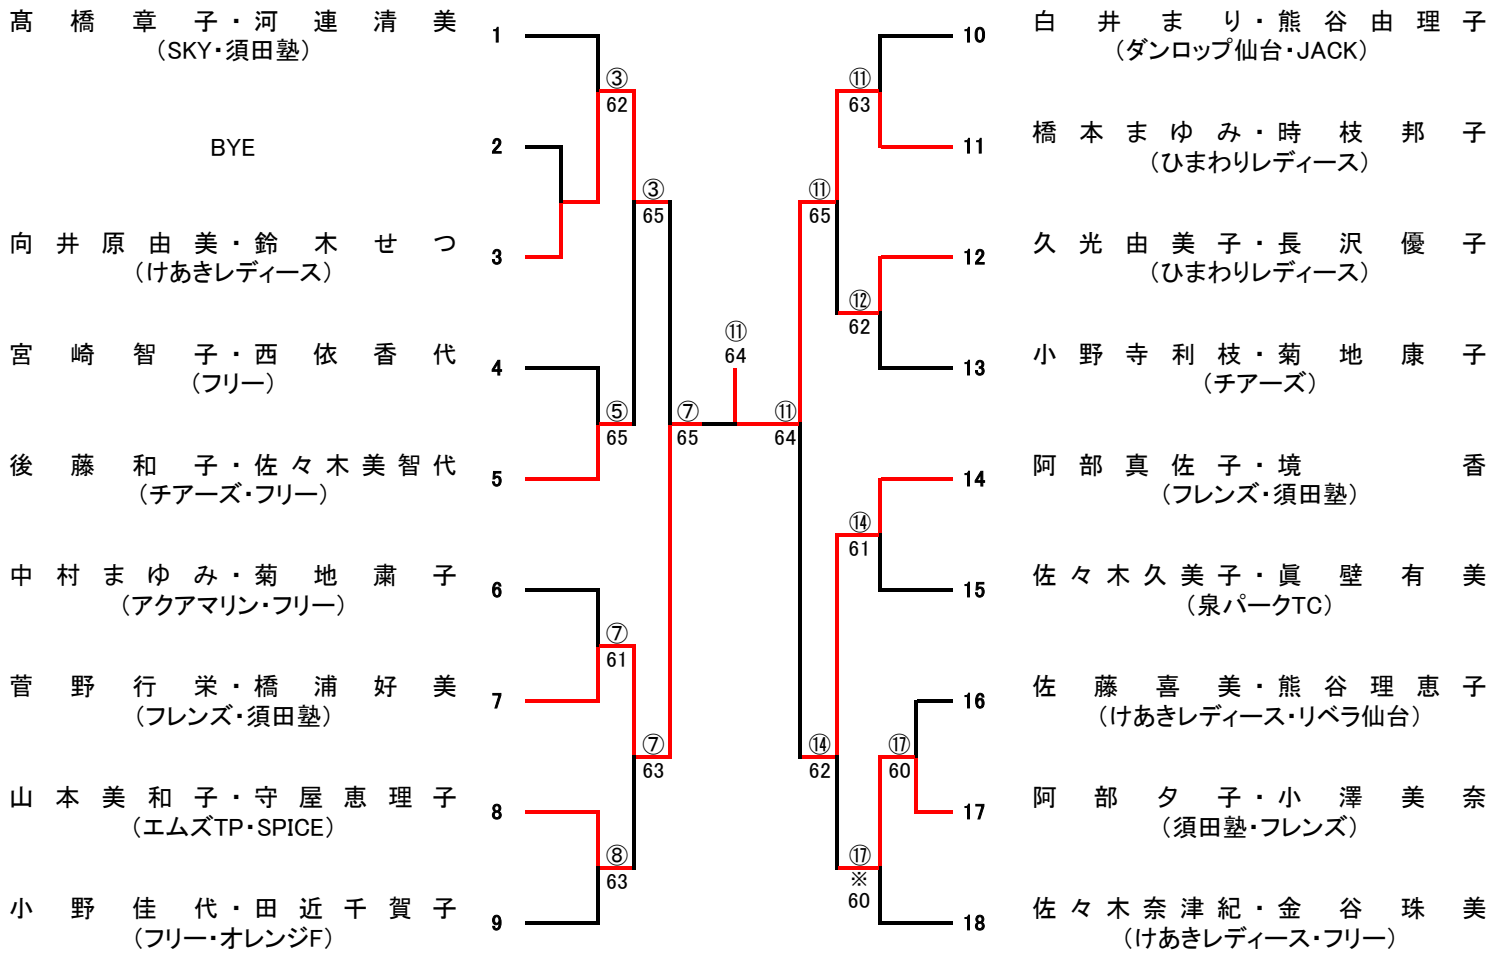 髙橋章子・河連清美
（SKY・須田塾）
1
BYE
2
向井原由美・鈴木せつ
（けあきレディース）
3
宮崎智子・西依香代
（フリー）
4
後藤和子・佐々木美智代
（チアーズ・フリー）
5
中村まゆみ・菊地粛子
（アクアマリン・フリー）
6
菅野行栄・橋浦好美
（フレンズ・須田塾）
7
山本美和子・守屋恵理子
（エムズTP・SPICE）
8
小野佳代・田近千賀子
（フリー・オレンジF）
9
③
62
③
65
⑤
65
⑦
61
⑦
63
⑧
63
⑦
65
⑪
64
⑪
64
⑪
63
⑪
65
⑫
62
⑭
61
⑭
62
⑰
60
⑰
※
60
10
白井まり・熊谷由理子
（ダンロップ仙台・JACK）
11
橋本まゆみ・時枝邦子
（ひまわりレディース）
12
久光由美子・長沢優子
（ひまわりレディース）
13
小野寺利枝・菊地康子
（チアーズ）
14
阿部真佐子・境香
（フレンズ・須田塾）
15
佐々木久美子・眞壁有美
（泉パークTC）
16
佐藤喜美・熊谷理恵子
（けあきレディース・リベラ仙台）
17
阿部夕子・小澤美奈
（須田塾・フレンズ）
18
佐々木奈津紀・金谷珠美
（けあきレディース・フリー）